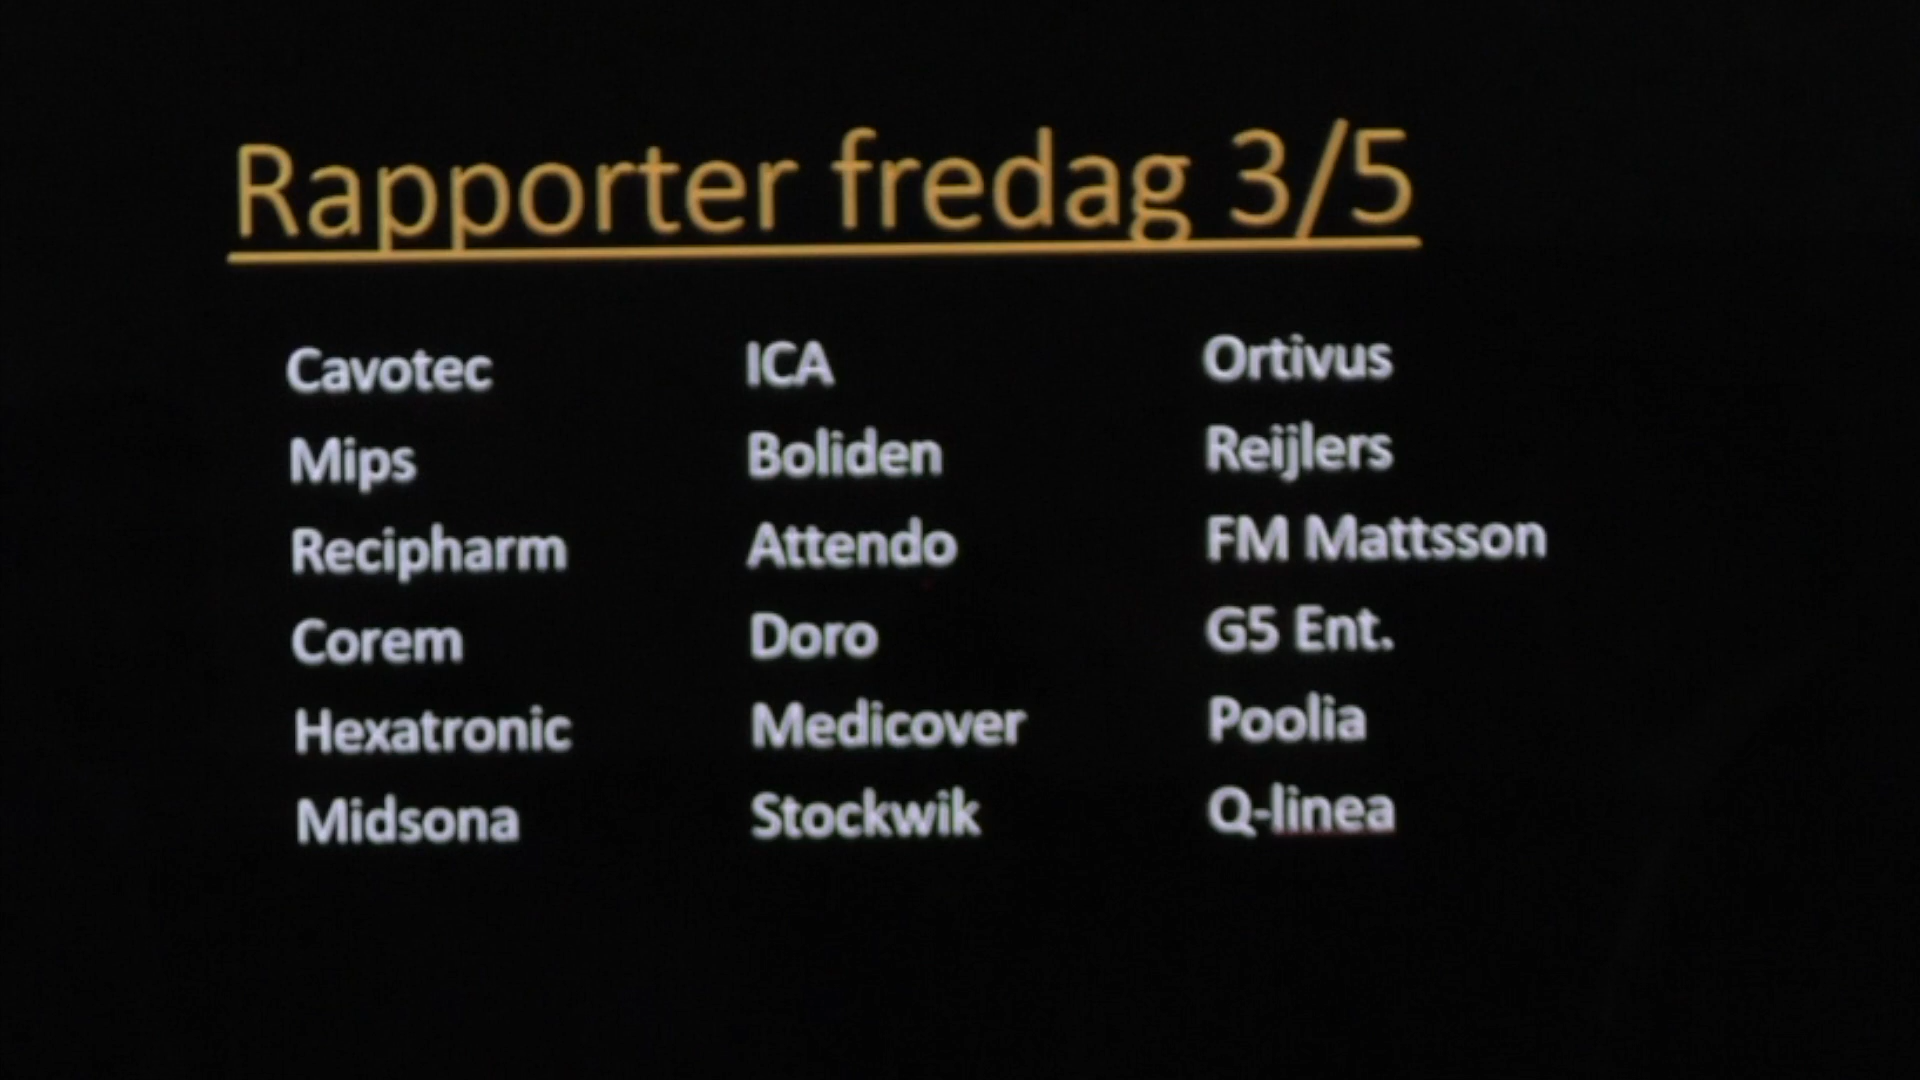 Rapporter fredag 3/5
Cavotec
Mips
Recipharm
Corem
Hexatronic
Midsona
ICA
Boliden
Attendo
Doro
Medicover
Stockwik
Ortivus
Reijlers
FM Mattsson
G5 Ent.
Poolia
Q-linea